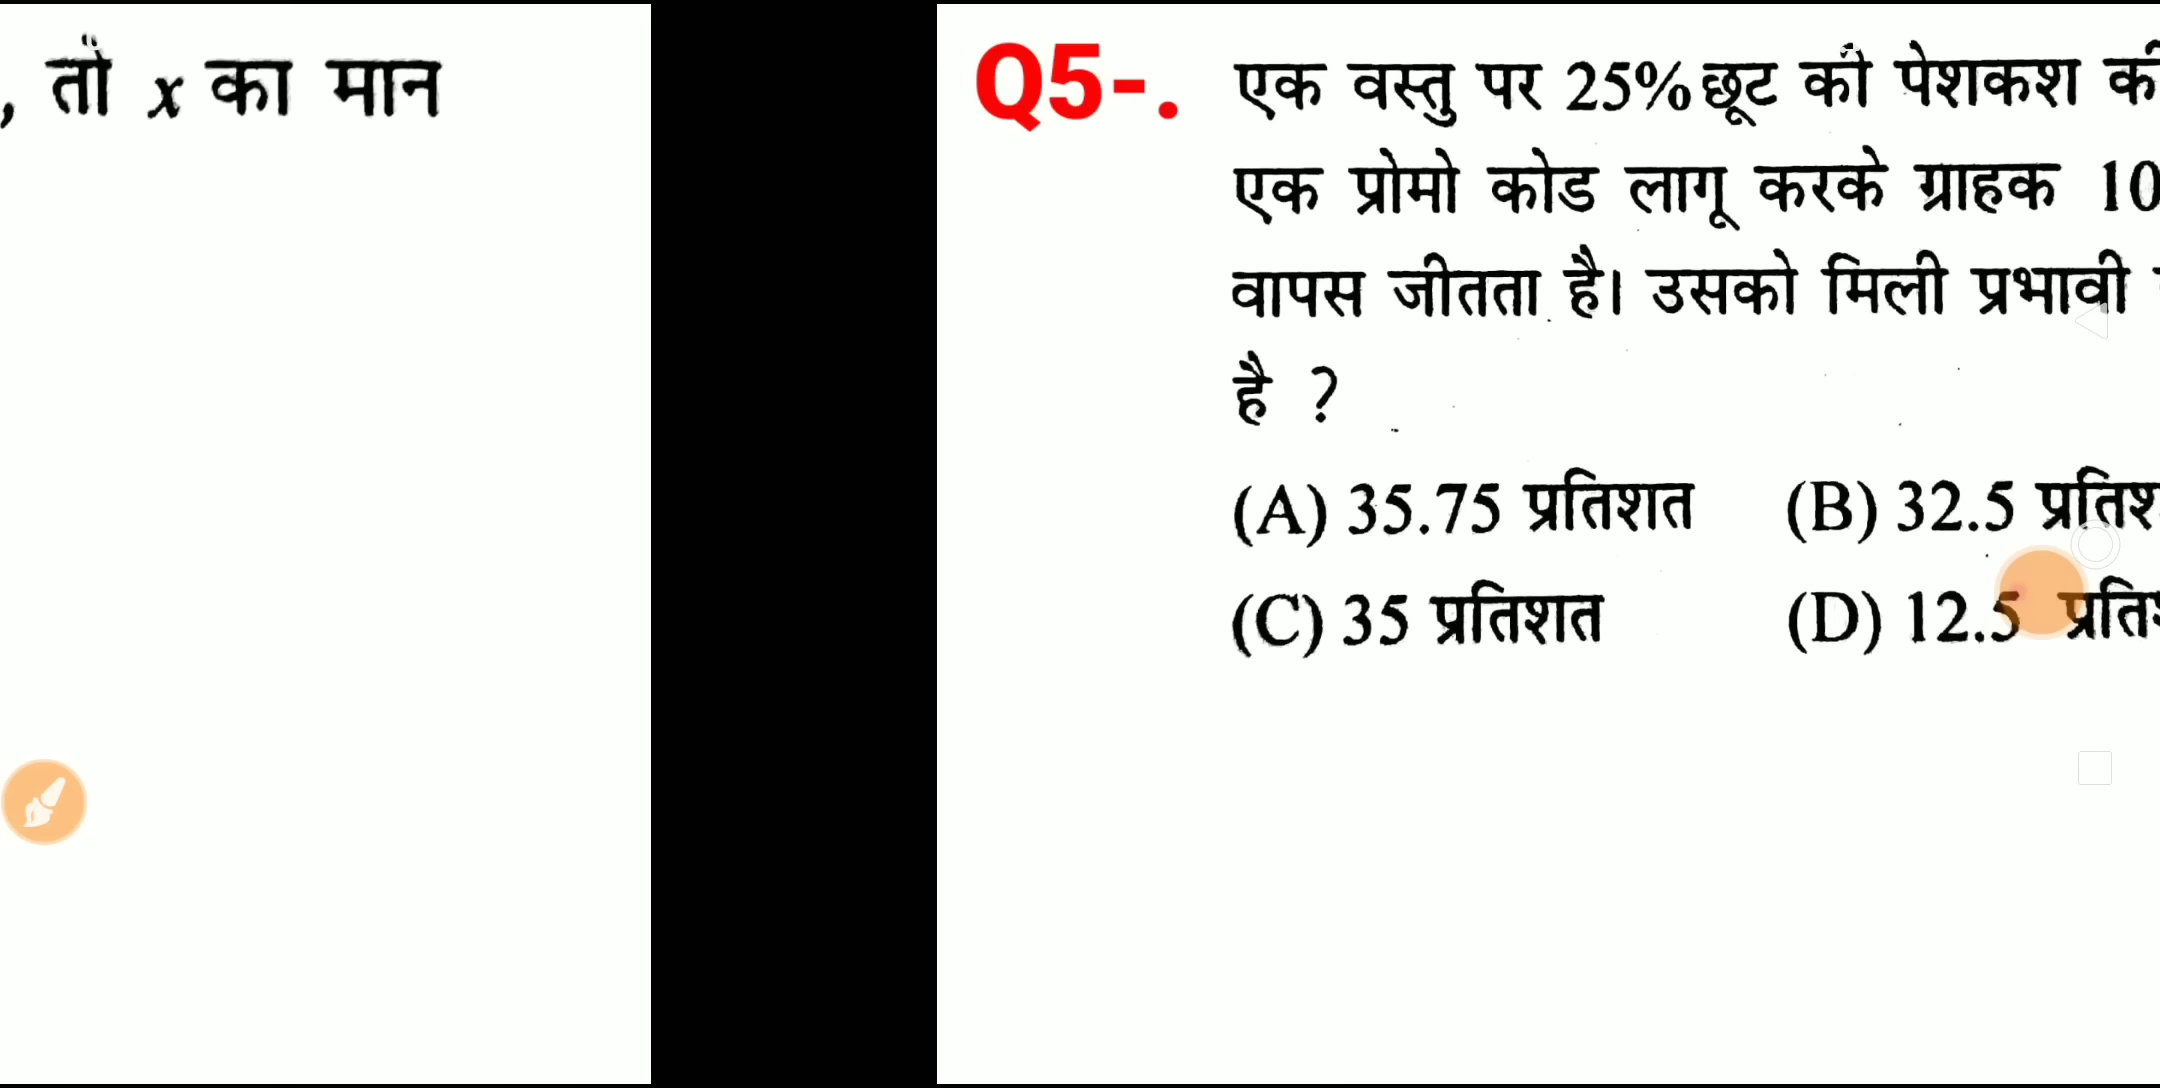 , तो x का मान
Q5-. एक वस्तु पर 25% छूट की पेशकश
एक प्रोमो कोड लागू करके ग्राहक 10
वापस जीतता है। उसको मिली प्रभावी
है ?
(A) 35.75 प्रतिशत (B) 32.5
(C) 35 प्रतिशत (D) 12.5